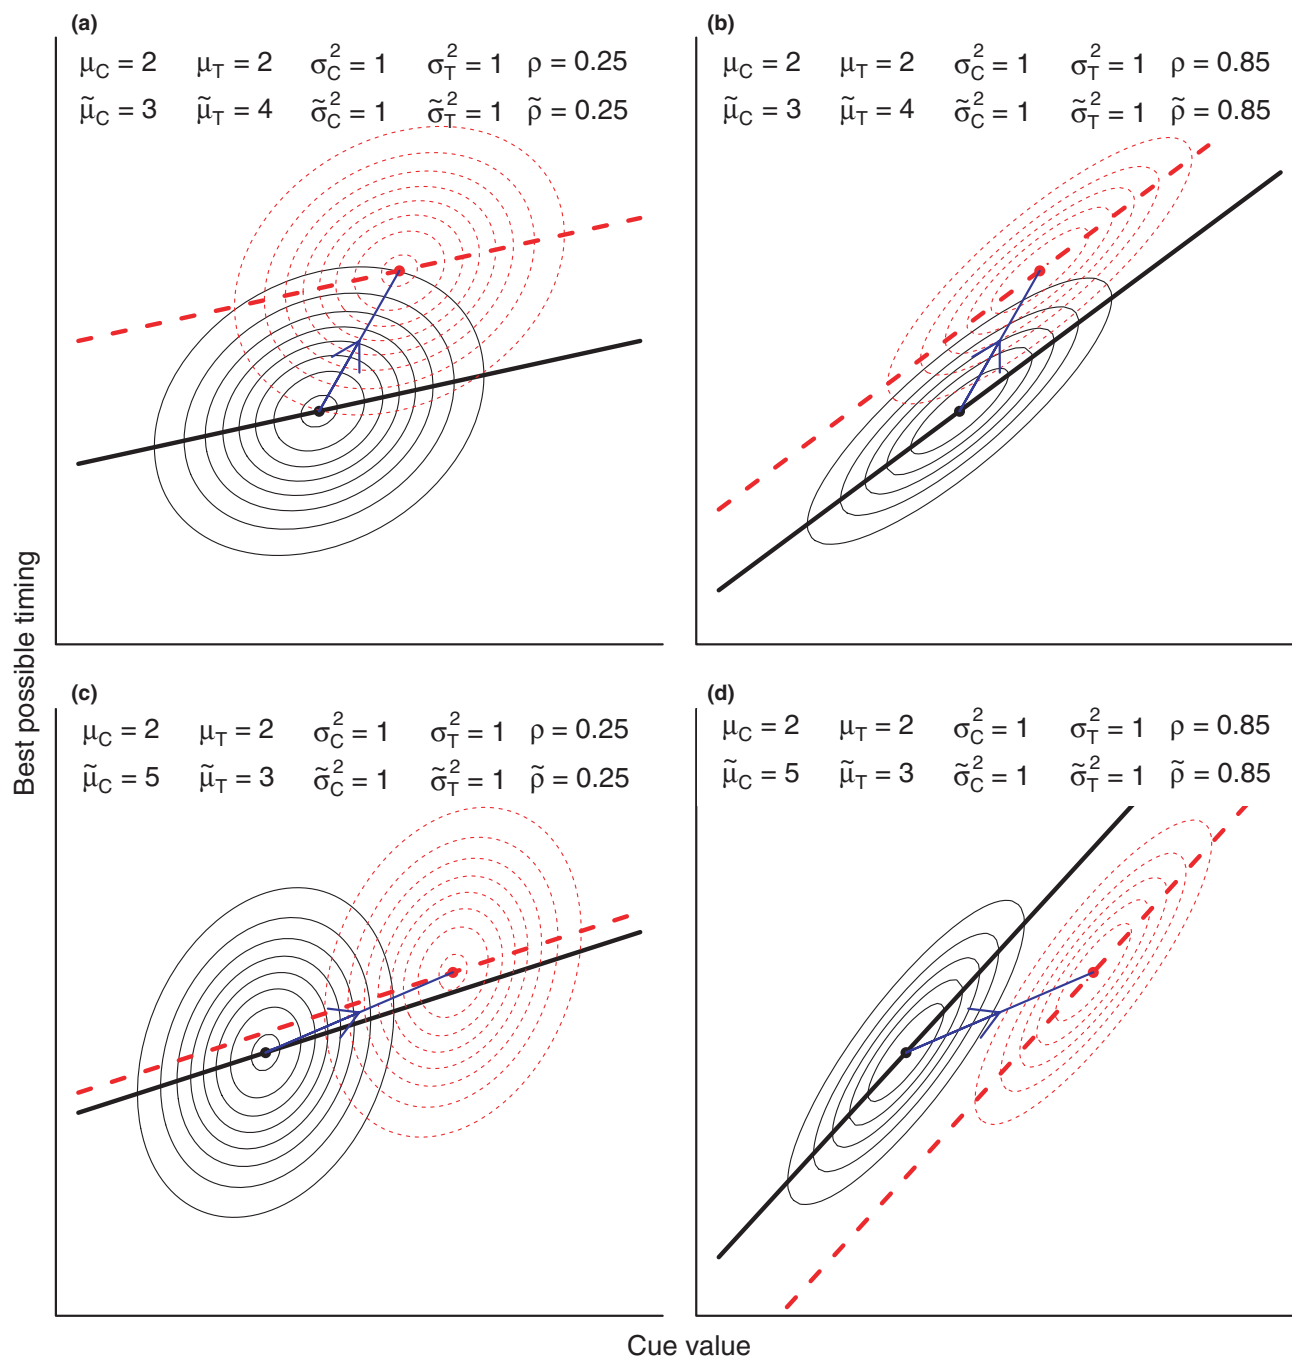 (a)
μC = 2 μT = 2 σ²C = 1 σ²T = 1 ρ = 0.25
μ̃C = 3 μ̃T = 4 σ̃²C = 1 σ̃²T = 1 ρ̃ = 0.25
(b)
μC = 2 μT = 2 σ²C = 1 σ²T = 1 ρ = 0.85
μ̃C = 3 μ̃T = 4 σ̃²C = 1 σ̃²T = 1 ρ̃ = 0.85
(c)
μC = 2 μT = 2 σ²C = 1 σ²T = 1 ρ = 0.25
μ̃C = 5 μ̃T = 3 σ̃²C = 1 σ̃²T = 1 ρ̃ = 0.25
(d)
μC = 2 μT = 2 σ²C = 1 σ²T = 1 ρ = 0.85
μ̃C = 5 μ̃T = 3 σ̃²C = 1 σ̃²T = 1 ρ̃ = 0.85
Best possible timing
Cue value